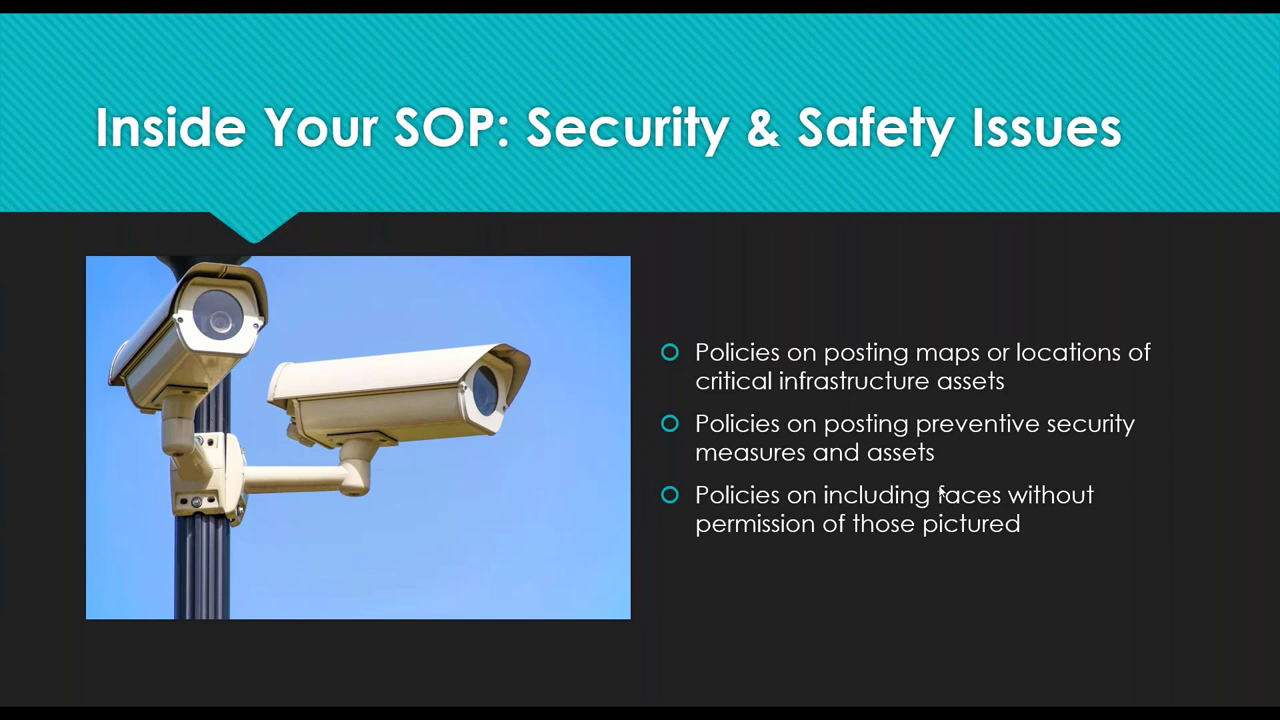 Inside Your SOP: Security & Safety Issues
Policies on posting maps or locations of
critical infrastructure assets
Policies on posting preventive security
measures and assets
Policies on including faces without
permission of those pictured